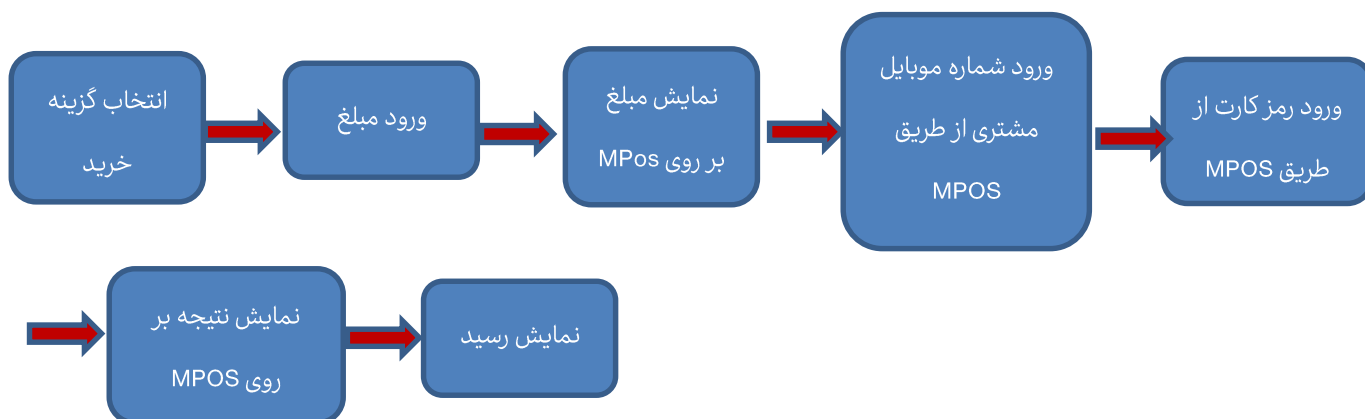 انتخاب گزینه
خرید
ورود مبلغ
نمایش مبلغ
بر روی MPos
ورود شماره موبایل
مشتری از طریق
MPOS
ورود رمز کارت از
طریق MPOS
نمایش نتیجه بر
روی MPOS
نمایش رسید